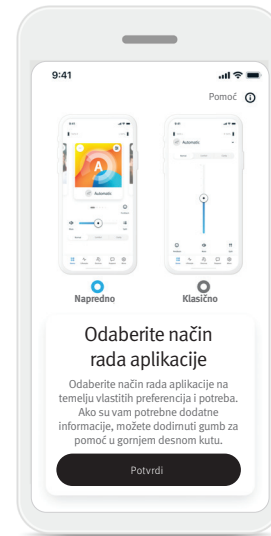 9:41
Pomoć
A
Automatic
Automatic
Napredno
Klasično
Odaberite način
rada aplikacije
Odaberite način rada aplikacije na
temelju vlastitih preferencija i potreba.
Ako su vam potrebne dodatne
informacije, možete dodirnuti gumb za
pomoć u gornjem desnom kutu.
Potvrdi